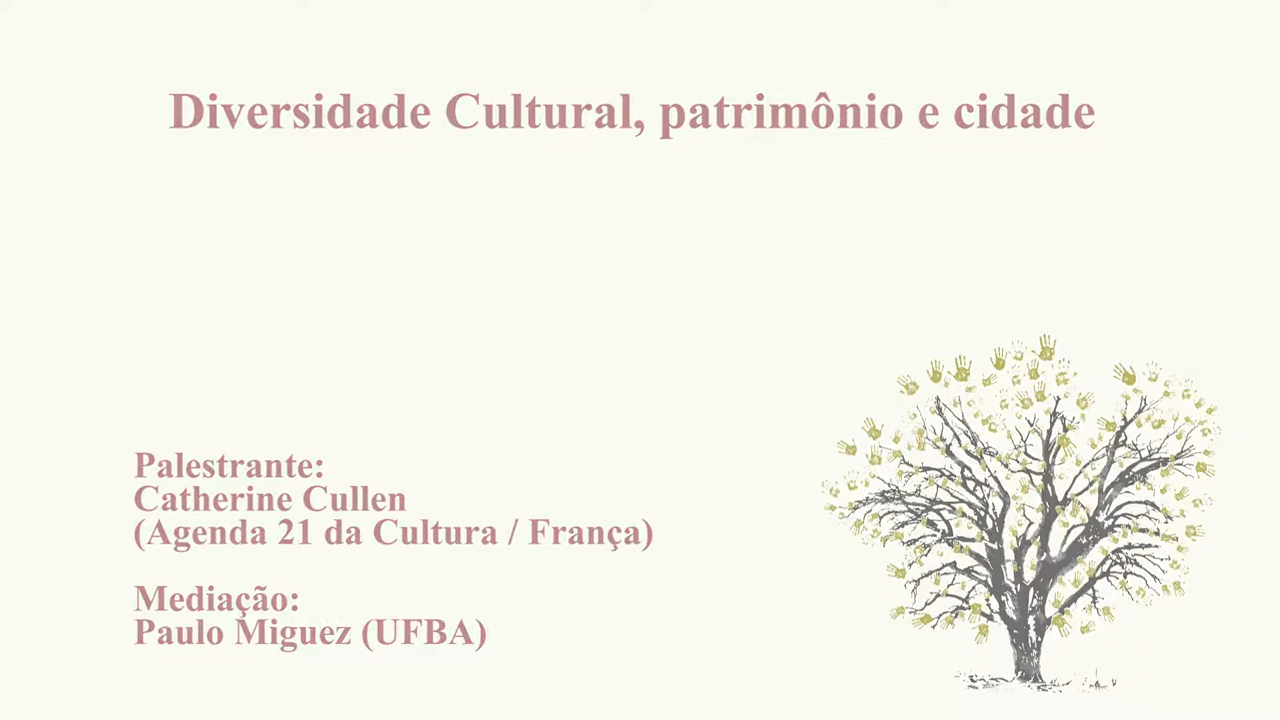 Diversidade Cultural, patrimônio e cidade
Palestrante:
Catherine Cullen
(Agenda 21 da Cultura / França)
Mediação:
Paulo Miguez (UFBA)